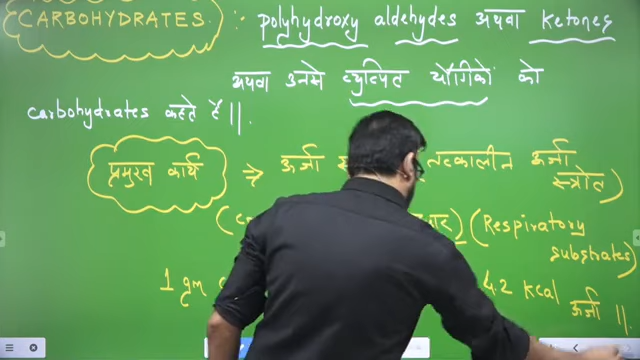 CARBOHYDRATES :- polyhydroxy aldehydes अथवा ketones
अथवा उनसे व्युत्पित यौगिको को
carbohydrates कहते हैं ||.
प्रमुख कार्य ⇒ ऊर्जा तत्कालीन ऊर्जा
स्त्रोत)
(Respiratory
substrates)
1 gm 4.2 kcal ऊर्जा ||.